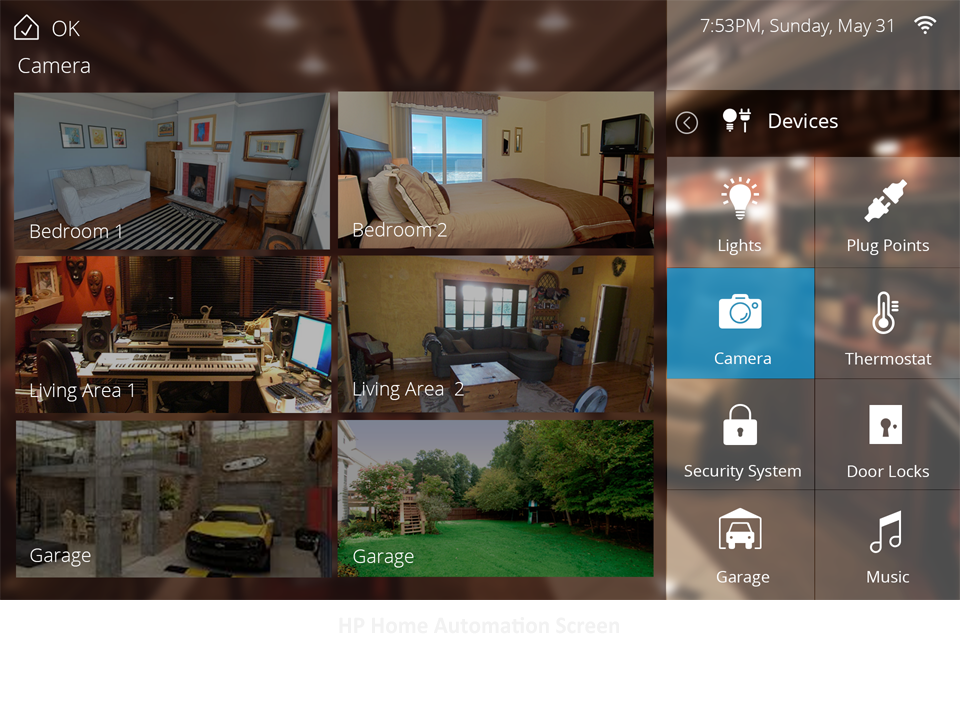 OK
Camera
7:53PM, Sunday, May 31
Devices
Bedroom 1
Bedroom 2
Living Area 1
Living Area 2
Garage
Garage
Lights
Plug Points
Camera
Thermostat
Security System
Door Locks
Garage
Music
HP Home Automation Screen